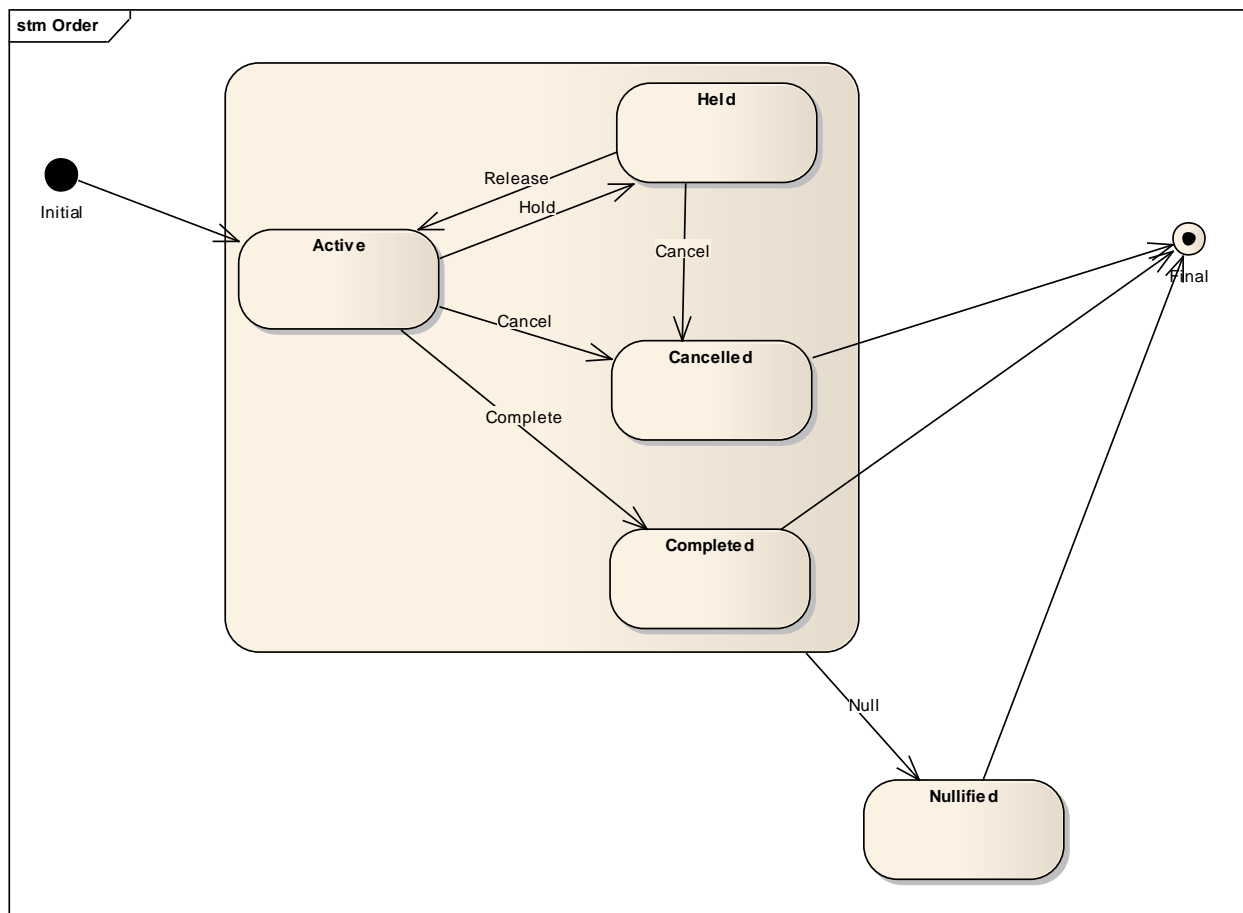 stm Order
Held
Initial
Release
Hold
Active
Cancel
Final
Cancel
Cancelled
Complete
Completed
Null
Nullified